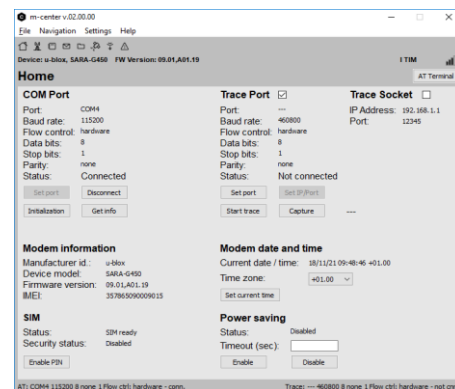 m-center v.02.00.00
File Navigation Settings Help
Device: u-blox, SARA-G450 FW Version: 09.01,A01.19 I TIM
Home AT Terminal
COM Port
Port: COM4
Baud rate: 115200
Flow control: hardware
Data bits: 8
Stop bits: 1
Parity: none
Status: Connected
Set port Disconnect
Initialization Get info
Trace Port
Port: ---
Baud rate: 460800
Flow control: hardware
Data bits: 8
Stop bits: 1
Parity: none
Status: Not connected
Set port Set IP/Port
Start trace Capture ---
Trace Socket
IP Address: 192.168.1.1
Port: 12345
Modem information
Manufacturer id.: u-blox
Device model: SARA-G450
Firmware version: 09.01,A01.19
IMEI: 357865090009015
Modem date and time
Current date / time: 18/11/21 09:48:46 +01.00
Time zone: +01.00
Set current time
SIM
Status: SIM ready
Security status: Disabled
Enable PIN
Power saving
Status: Disabled
Timeout (sec):
Enable Disable
AT: COM4 115200 8 none 1 Flow ctrl: hardware - conn. Trace: --- 460800 8 none 1 Flow ctrl: hardware - not